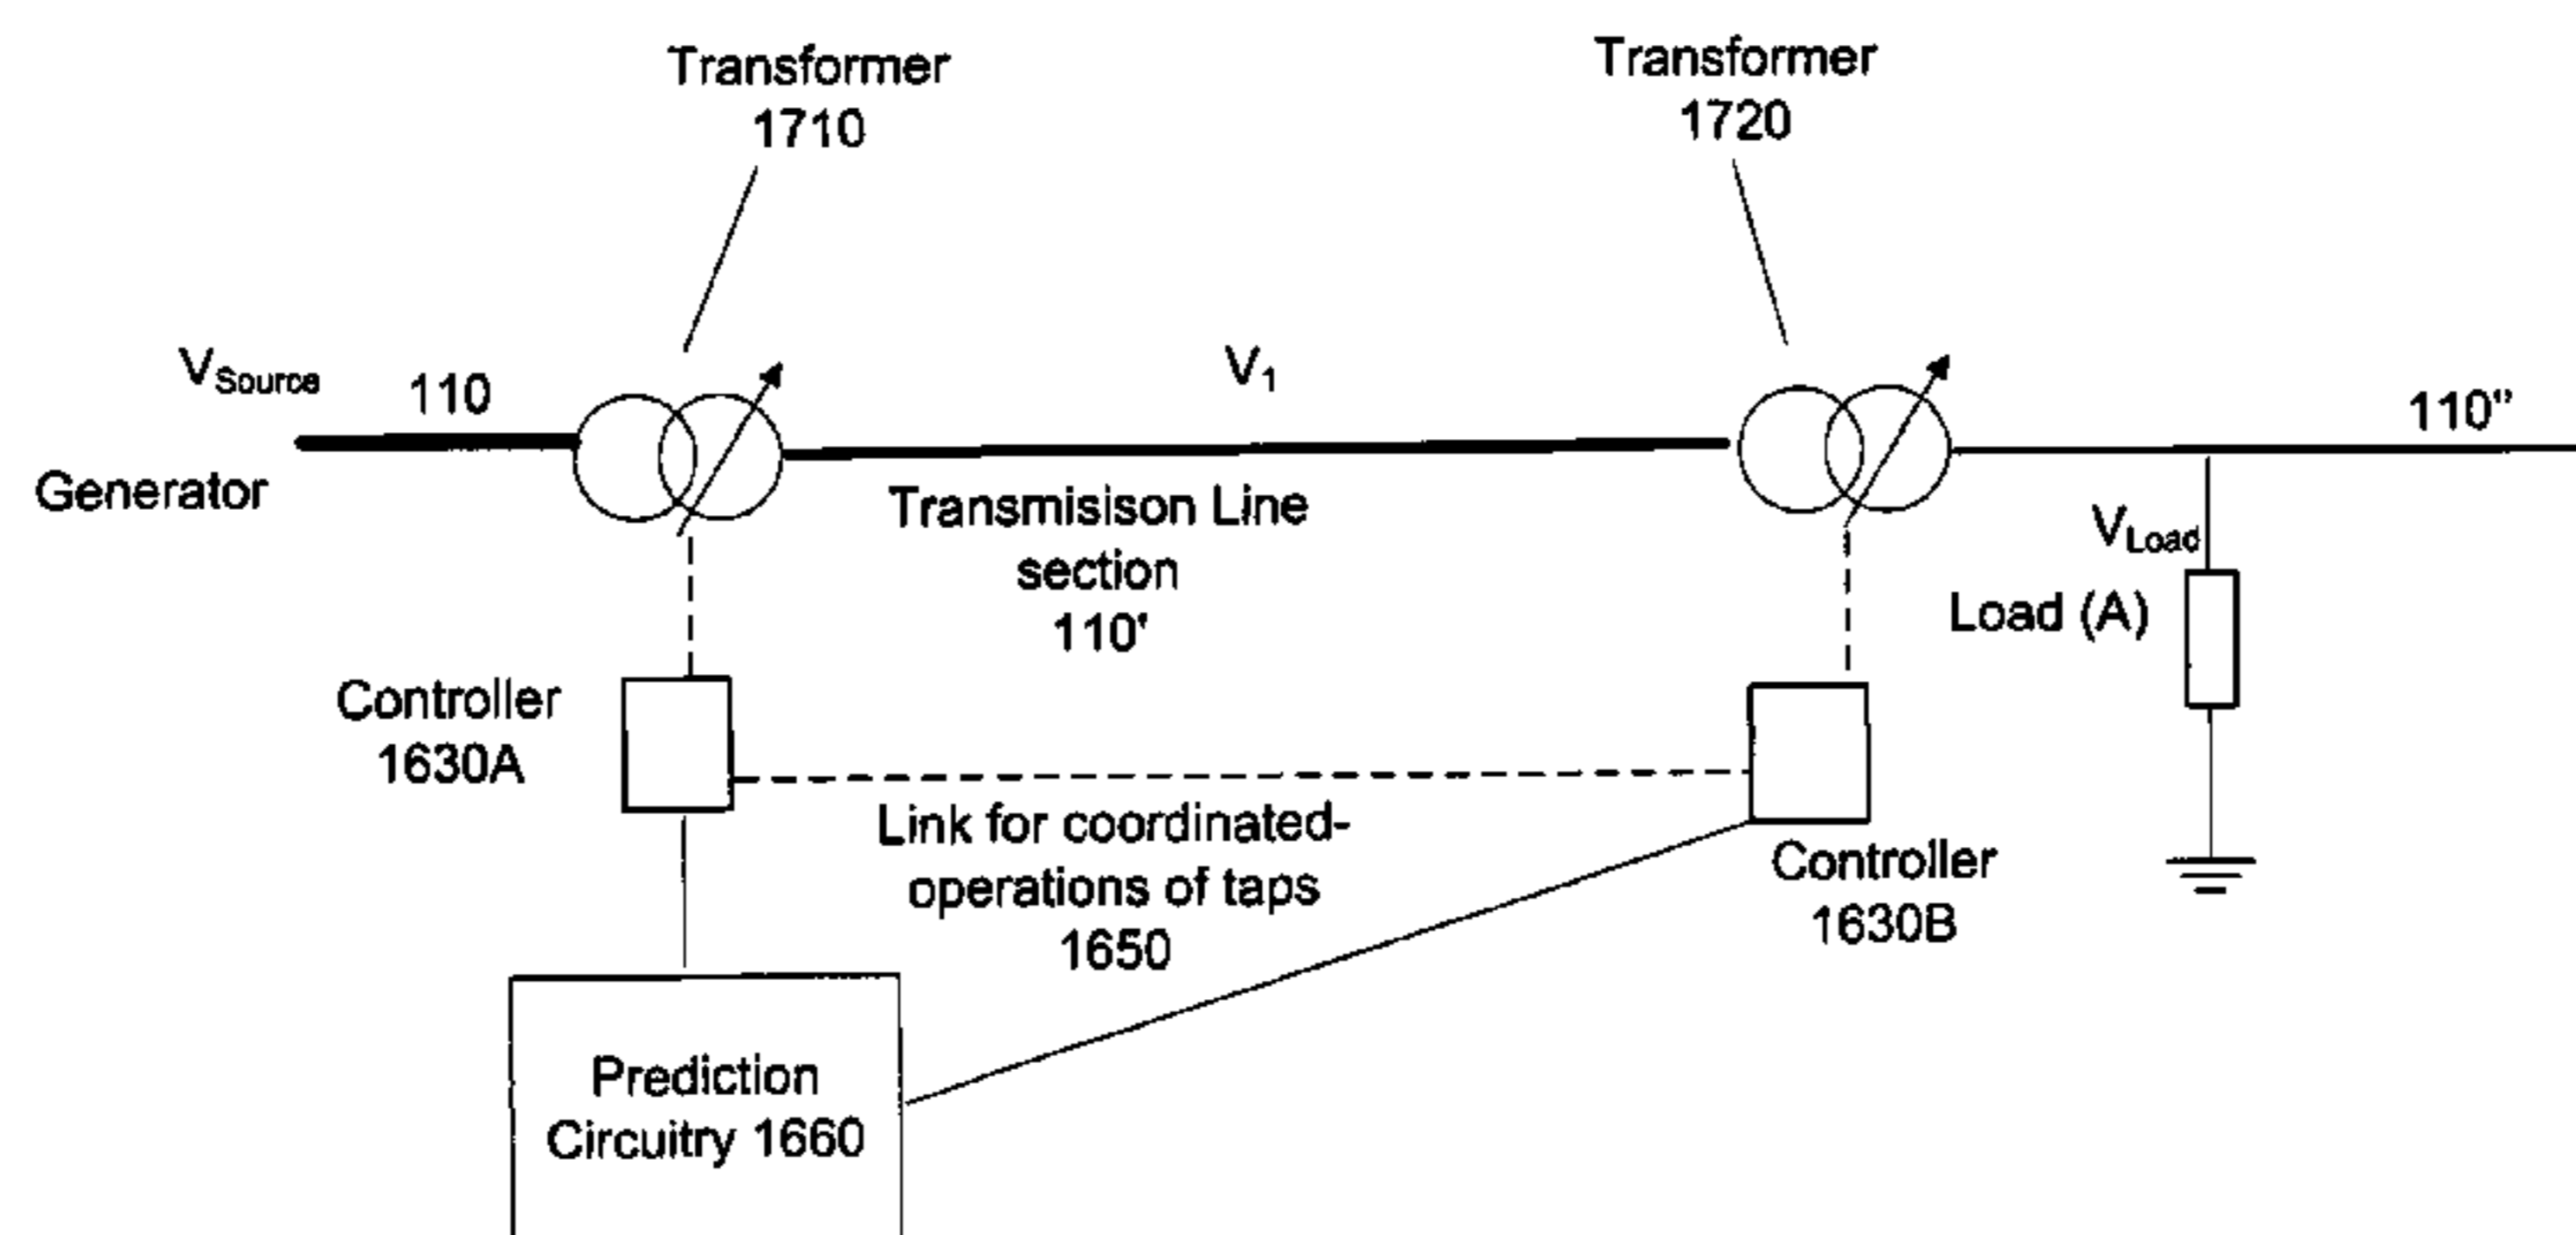 Transformer
1710
Transformer
1720
VSource
110
V1
110"
Generator
Transmisison Line
section
110'
VLoad
Load (A)
Controller
1630A
Link for coordinated-
operations of taps
1650
Controller
1630B
Prediction
Circuitry 1660